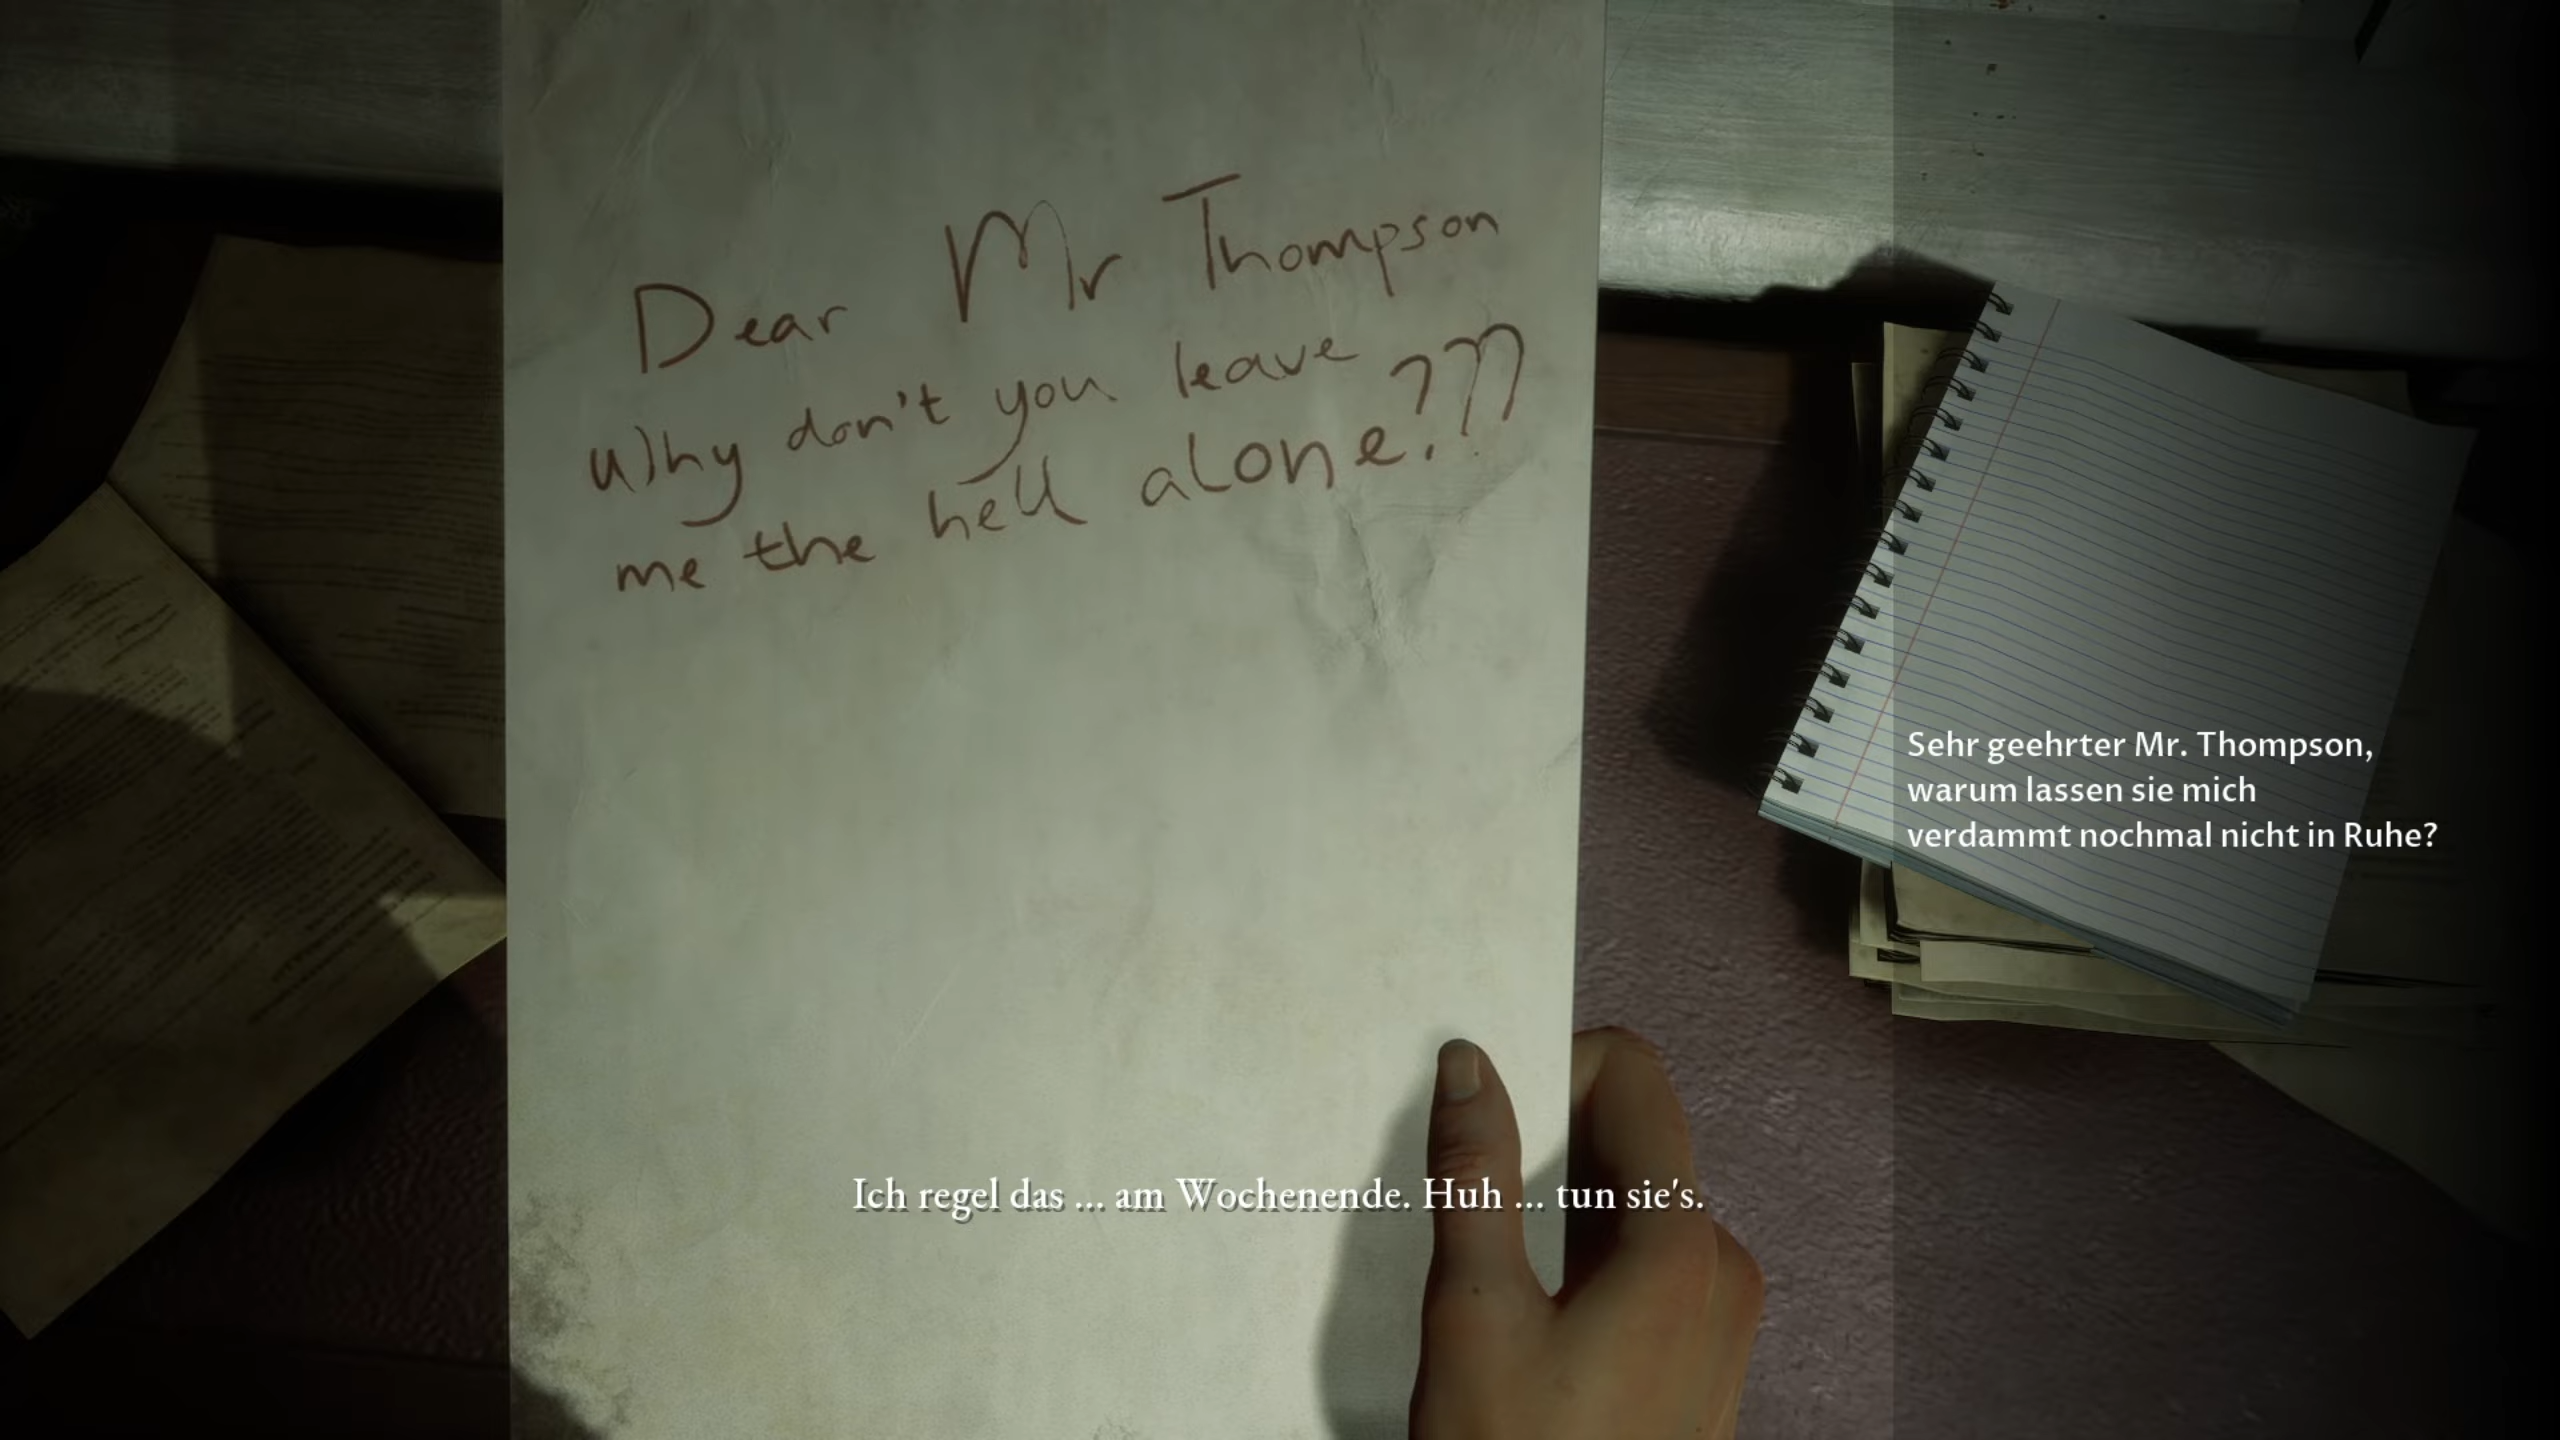 Dear Mr Thompson
Why don't you leave
me the hell alone???
Sehr geehrter Mr. Thompson,
warum lassen sie mich
verdammt nochmal nicht in Ruhe?
Ich regel das ... am Wochenende. Huh ... tun sie's.